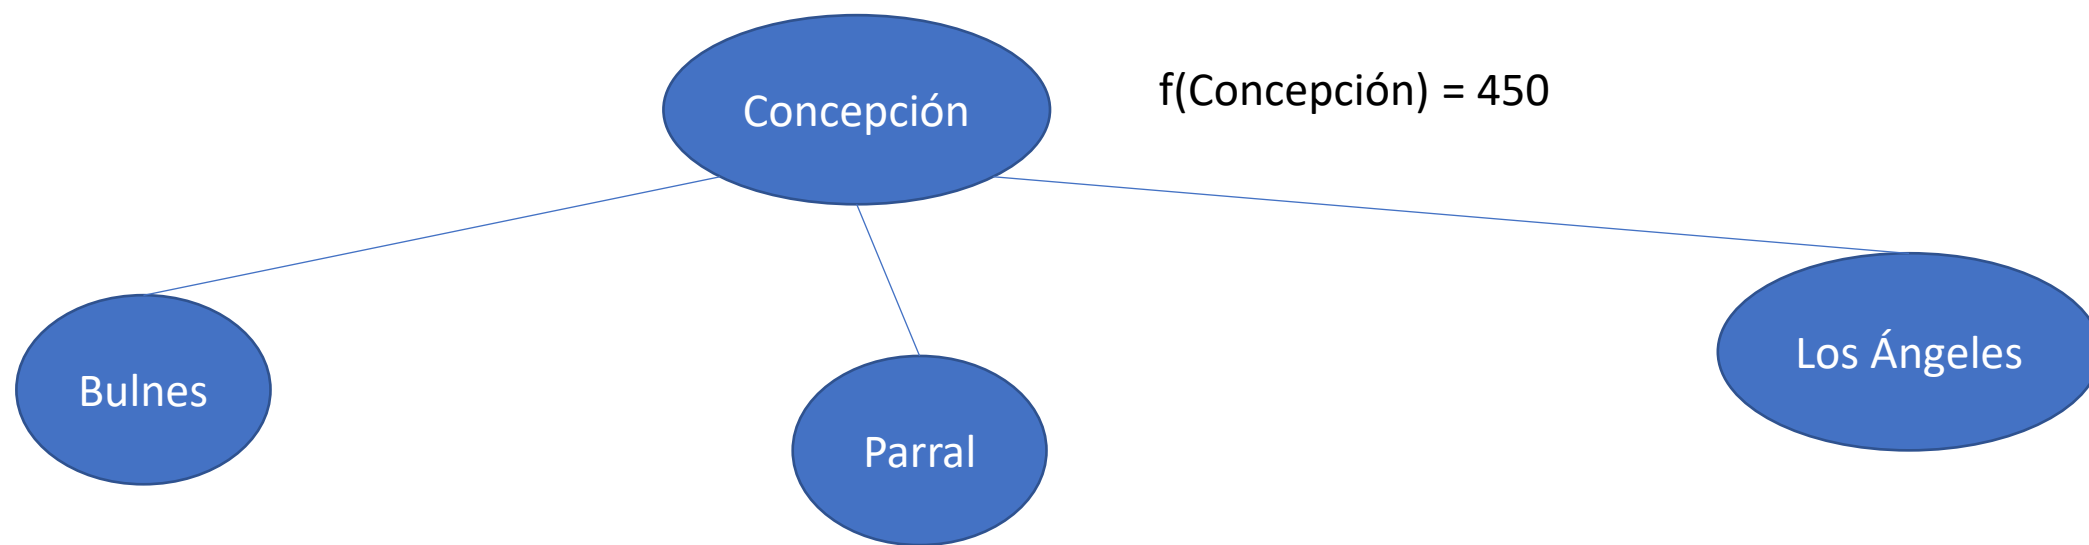 Concepción
f(Concepción) = 450
Bulnes
Parral
Los Ángeles